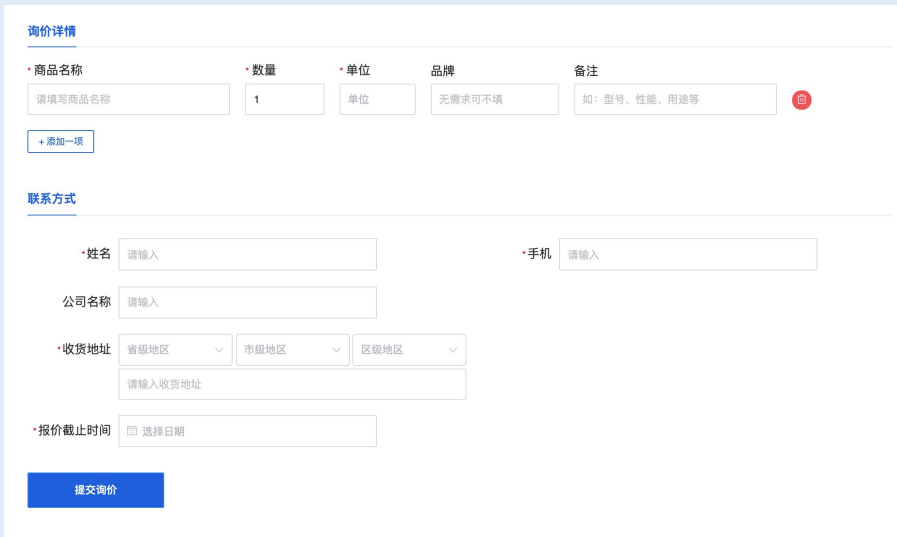 询价详情
* 商品名称 * 数量 * 单位 品牌 备注
请填写商品名称 1 单位 无需求可不填 如：型号、性能、用途等
+ 添加一项
联系方式
*姓名 请输入 *手机 请输入
公司名称 请输入
*收货地址 省级地区 市级地区 区级地区
请输入收货地址
*报价截止时间 选择日期
提交询价